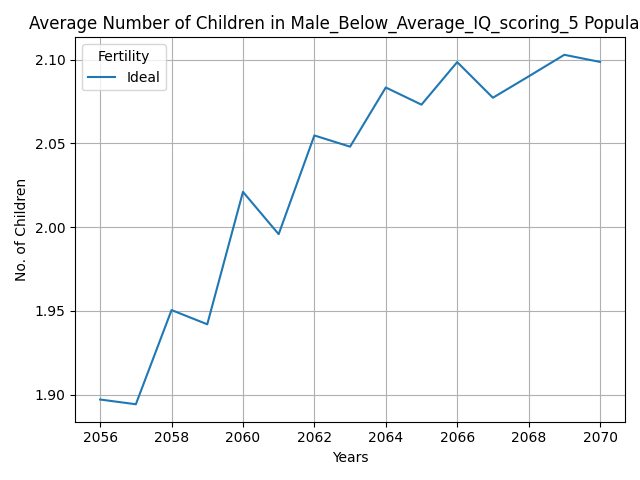 Average Number of Children in Male_Below_Average_IQ_scoring_5 Popula
Fertility
Ideal
No. of Children
2.10
2.05
2.00
1.95
1.90
2056 2058 2060 2062 2064 2066 2068 2070
Years